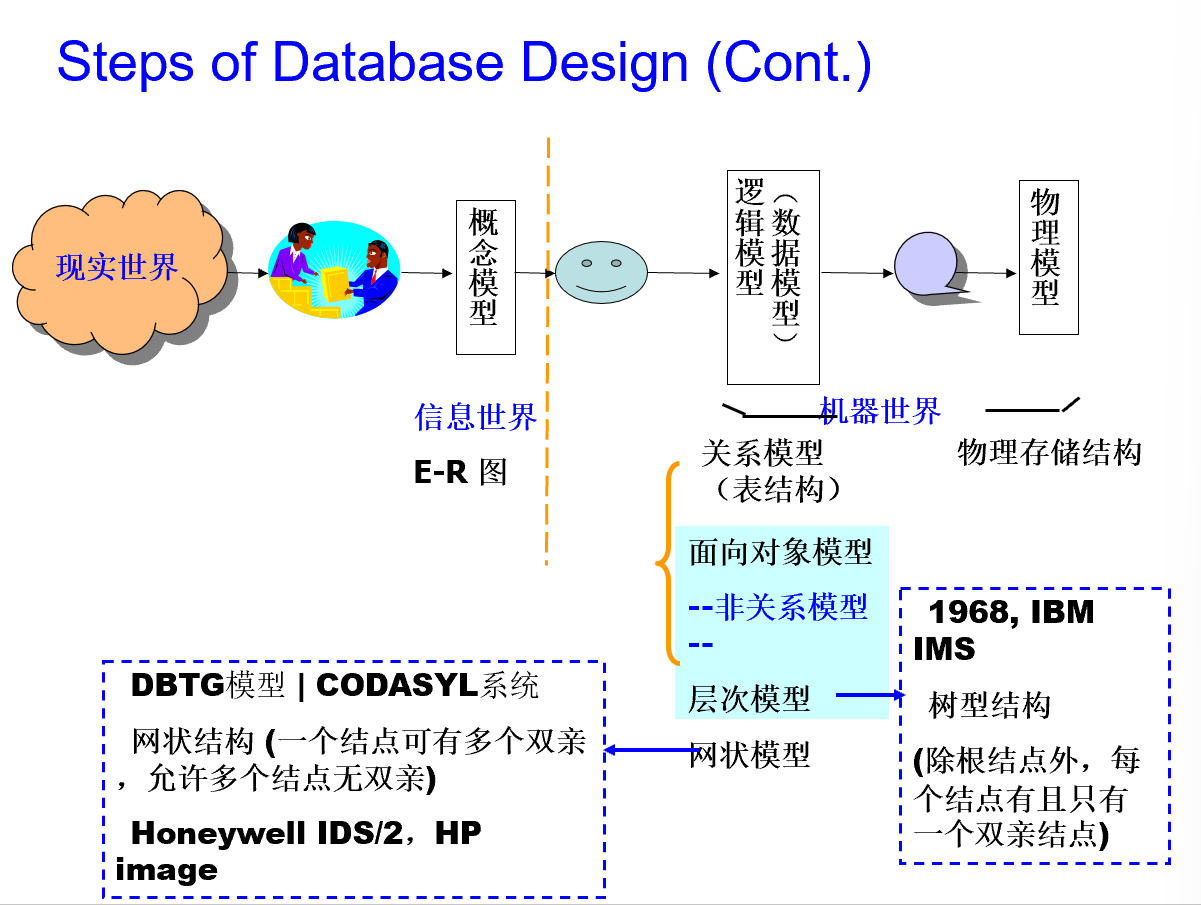 Steps of Database Design (Cont.)
现实世界
概念模型
逻辑模型
（数据模型）
物理模型
信息世界
E-R 图
机器世界
关系模型
（表结构）
物理存储结构
面向对象模型
--非关系模型
--
层次模型
网状模型
1968, IBM
IMS
树型结构
(除根结点外，每
个结点有且只有
一个双亲结点)
DBTG模型 | CODASYL系统
网状结构 (一个结点可有多个双亲
，允许多个结点无双亲)
Honeywell IDS/2，HP
image